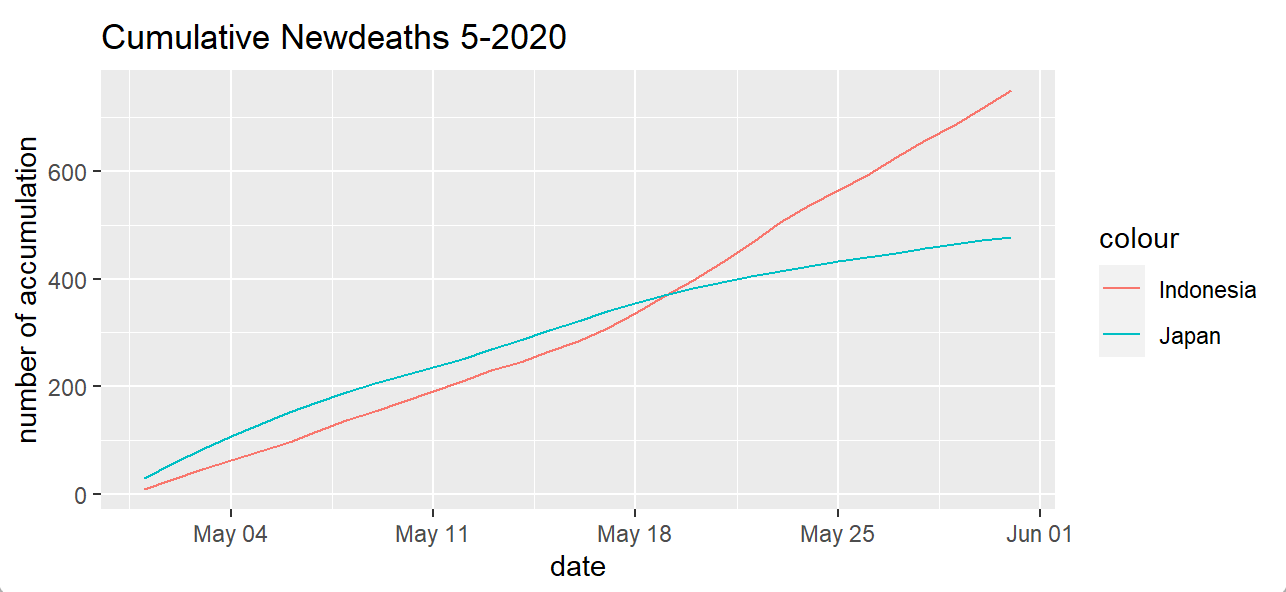 Cumulative Newdeaths 5-2020
number of accumulation
600
400
200
0
May 04
May 11
May 18
May 25
Jun 01
date
colour
Indonesia
Japan